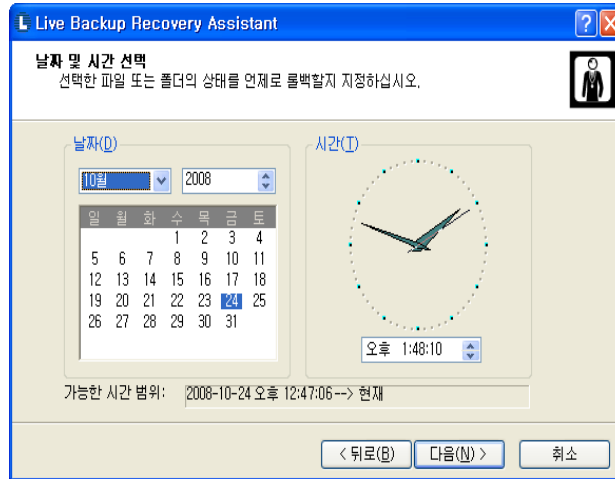 Live Backup Recovery Assistant
날짜 및 시간 선택
선택한 파일 또는 폴더의 상태를 언제로 롤백할지 지정하십시오.
날짜(D)
10월 2008
일 월 화 수 목 금 토
1 2 3 4
5 6 7 8 9 10 11
12 13 14 15 16 17 18
19 20 21 22 23 24 25
26 27 28 29 30 31
시간(T)
오후 1:48:10
가능한 시간 범위: 2008-10-24 오후 12:47:06--> 현재
< 뒤로(B) 다음(N) > 취소